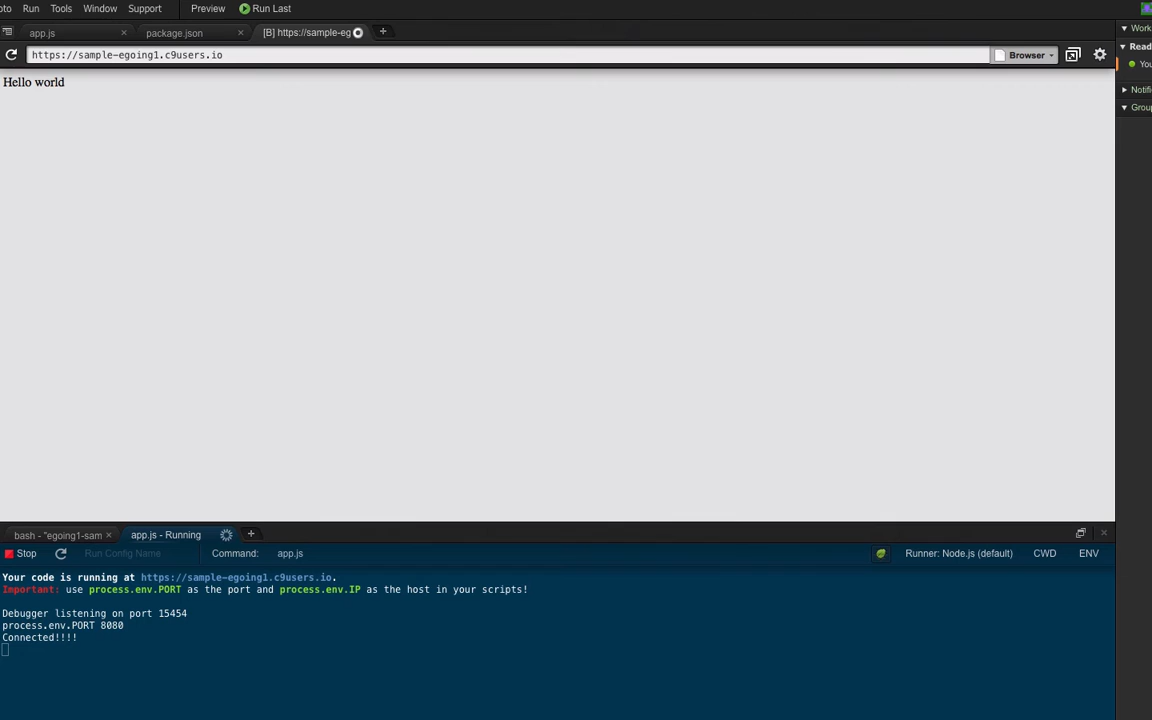 oto Run Tools Window Support Preview Run Last
app.js package.json [B] https://sample-eg
https://sample-egoing1.c9users.io Browser
Hello world
Work
Read
You
Notifi
Group
bash - "egoing1-sam app.js - Running
Stop Run Config Name Command: app.js Runner: Node.js (default) CWD ENV
Your code is running at https://sample-egoing1.c9users.io.
Important: use process.env.PORT as the port and process.env.IP as the host in your scripts!
Debugger listening on port 15454
process.env.PORT 8080
Connected!!!!